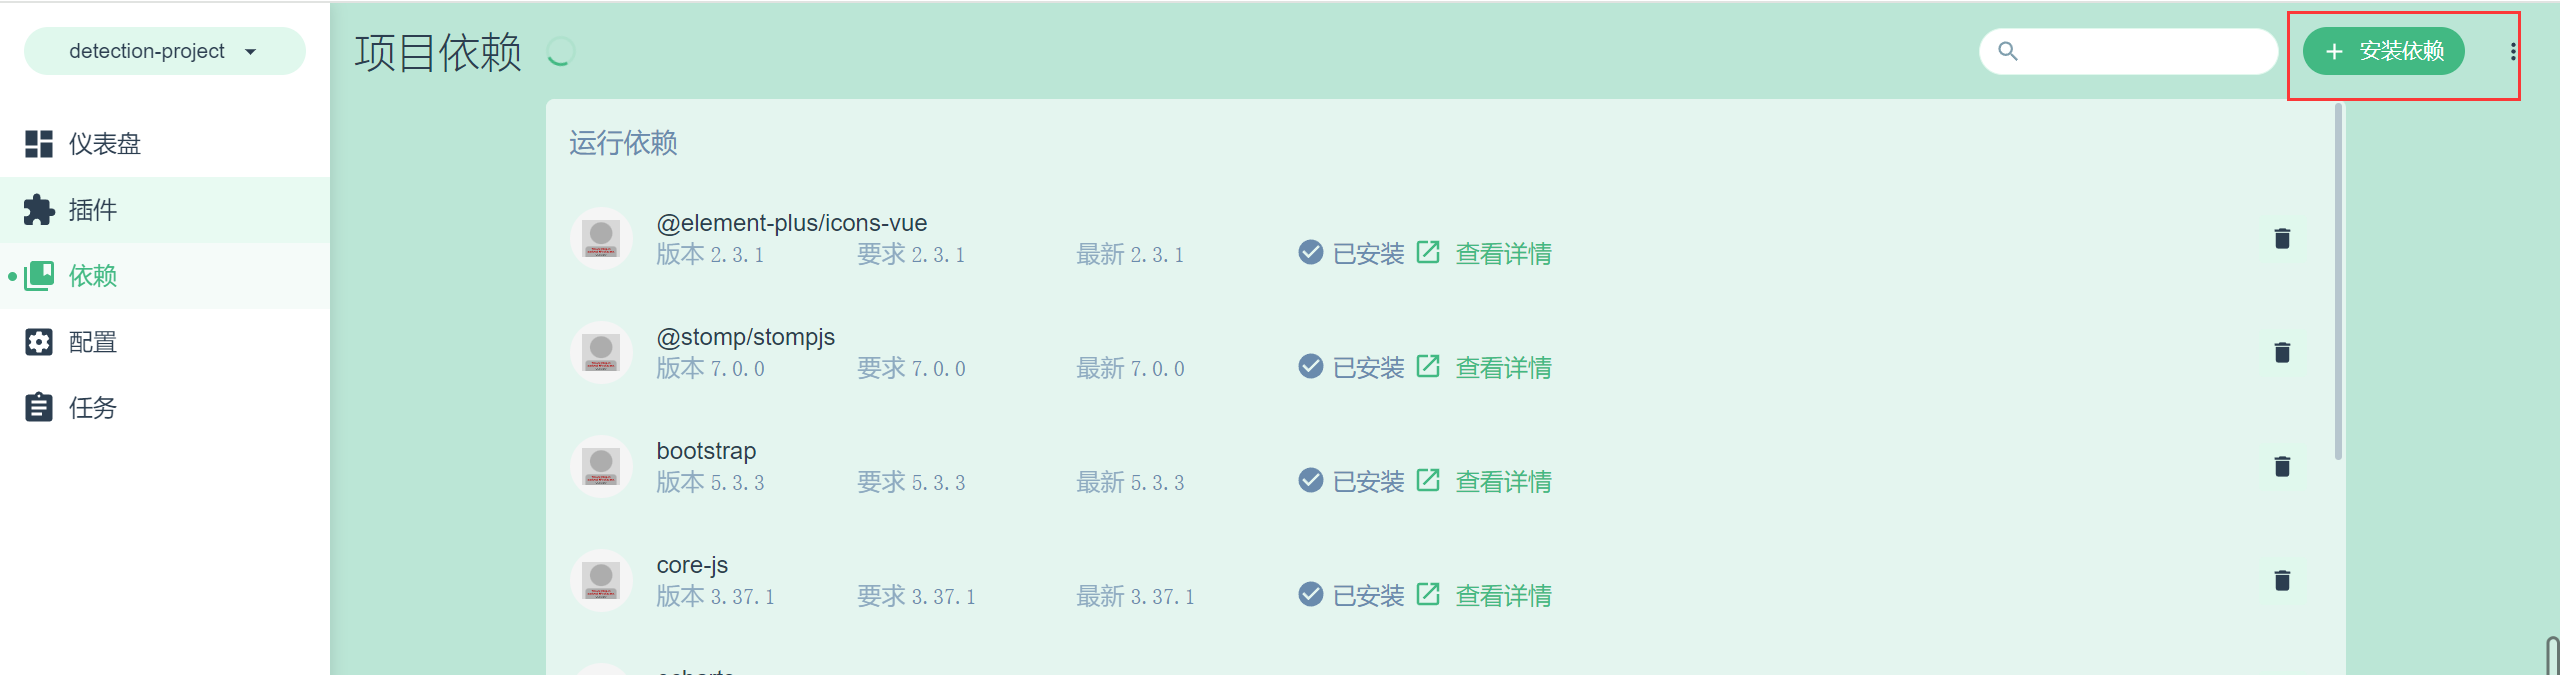 detection-project
项目依赖
安装依赖
仪表盘
插件
依赖
配置
任务
运行依赖
@element-plus/icons-vue
版本 2.3.1 要求 2.3.1 最新 2.3.1 已安装 查看详情
@stomp/stompjs
版本 7.0.0 要求 7.0.0 最新 7.0.0 已安装 查看详情
bootstrap
版本 5.3.3 要求 5.3.3 最新 5.3.3 已安装 查看详情
core-js
版本 3.37.1 要求 3.37.1 最新 3.37.1 已安装 查看详情